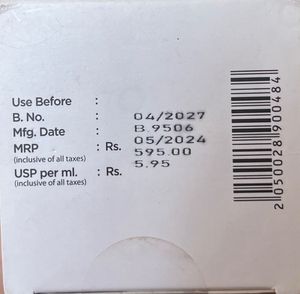 Use Before : 04/2027
B. No. : B.9506
Mfg. Date : 05/2024
MRP : Rs. 595.00
(inclusive of all taxes)
USP per ml. : Rs. 5.95
(inclusive of all taxes)
2050028900484